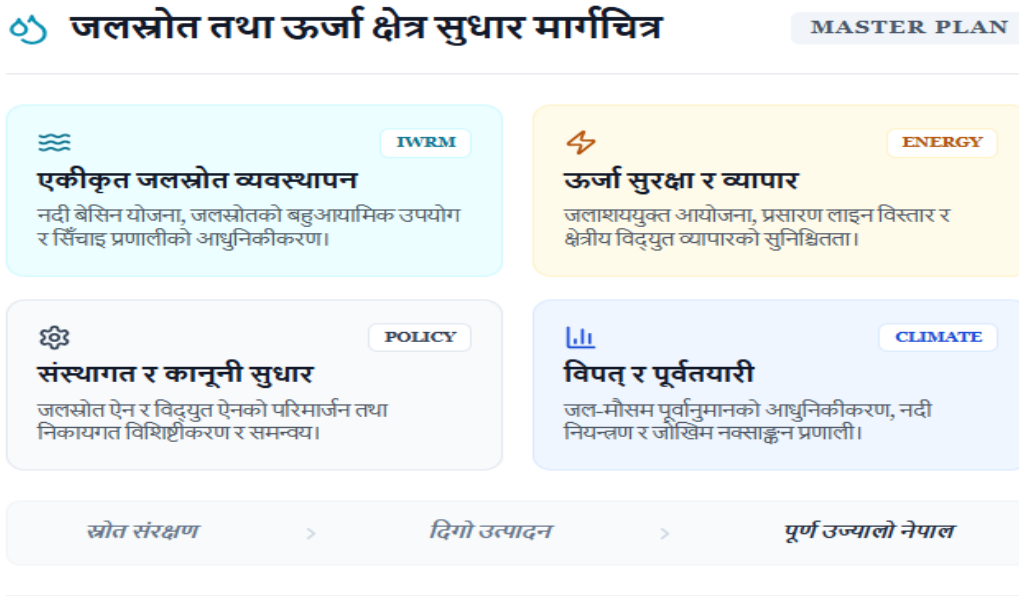 जलस्रोत तथा ऊर्जा क्षेत्र सुधार मार्गचित्र
MASTER PLAN
IWRM
एकीकृत जलस्रोत व्यवस्थापन
नदी बेसिन योजना, जलस्रोतको बहुआयामिक उपयोग
र सिँचाइ प्रणालीको आधुनिकीकरण।
ENERGY
ऊर्जा सुरक्षा र व्यापार
जलाशययुक्त आयोजना, प्रसारण लाइन विस्तार र
क्षेत्रीय विद्युत व्यापारको सुनिश्चितता।
POLICY
संस्थागत र कानूनी सुधार
जलस्रोत ऐन र विद्युत ऐनको परिमार्जन तथा
निकायगत विशिष्टीकरण र समन्वय।
CLIMATE
विपत् र पूर्वतयारी
जल-मौसम पूर्वानुमानको आधुनिकीकरण, नदी
नियन्त्रण र जोखिम नक्साङ्कन प्रणाली।
स्रोत संरक्षण
दिगो उत्पादन
पूर्ण उज्यालो नेपाल